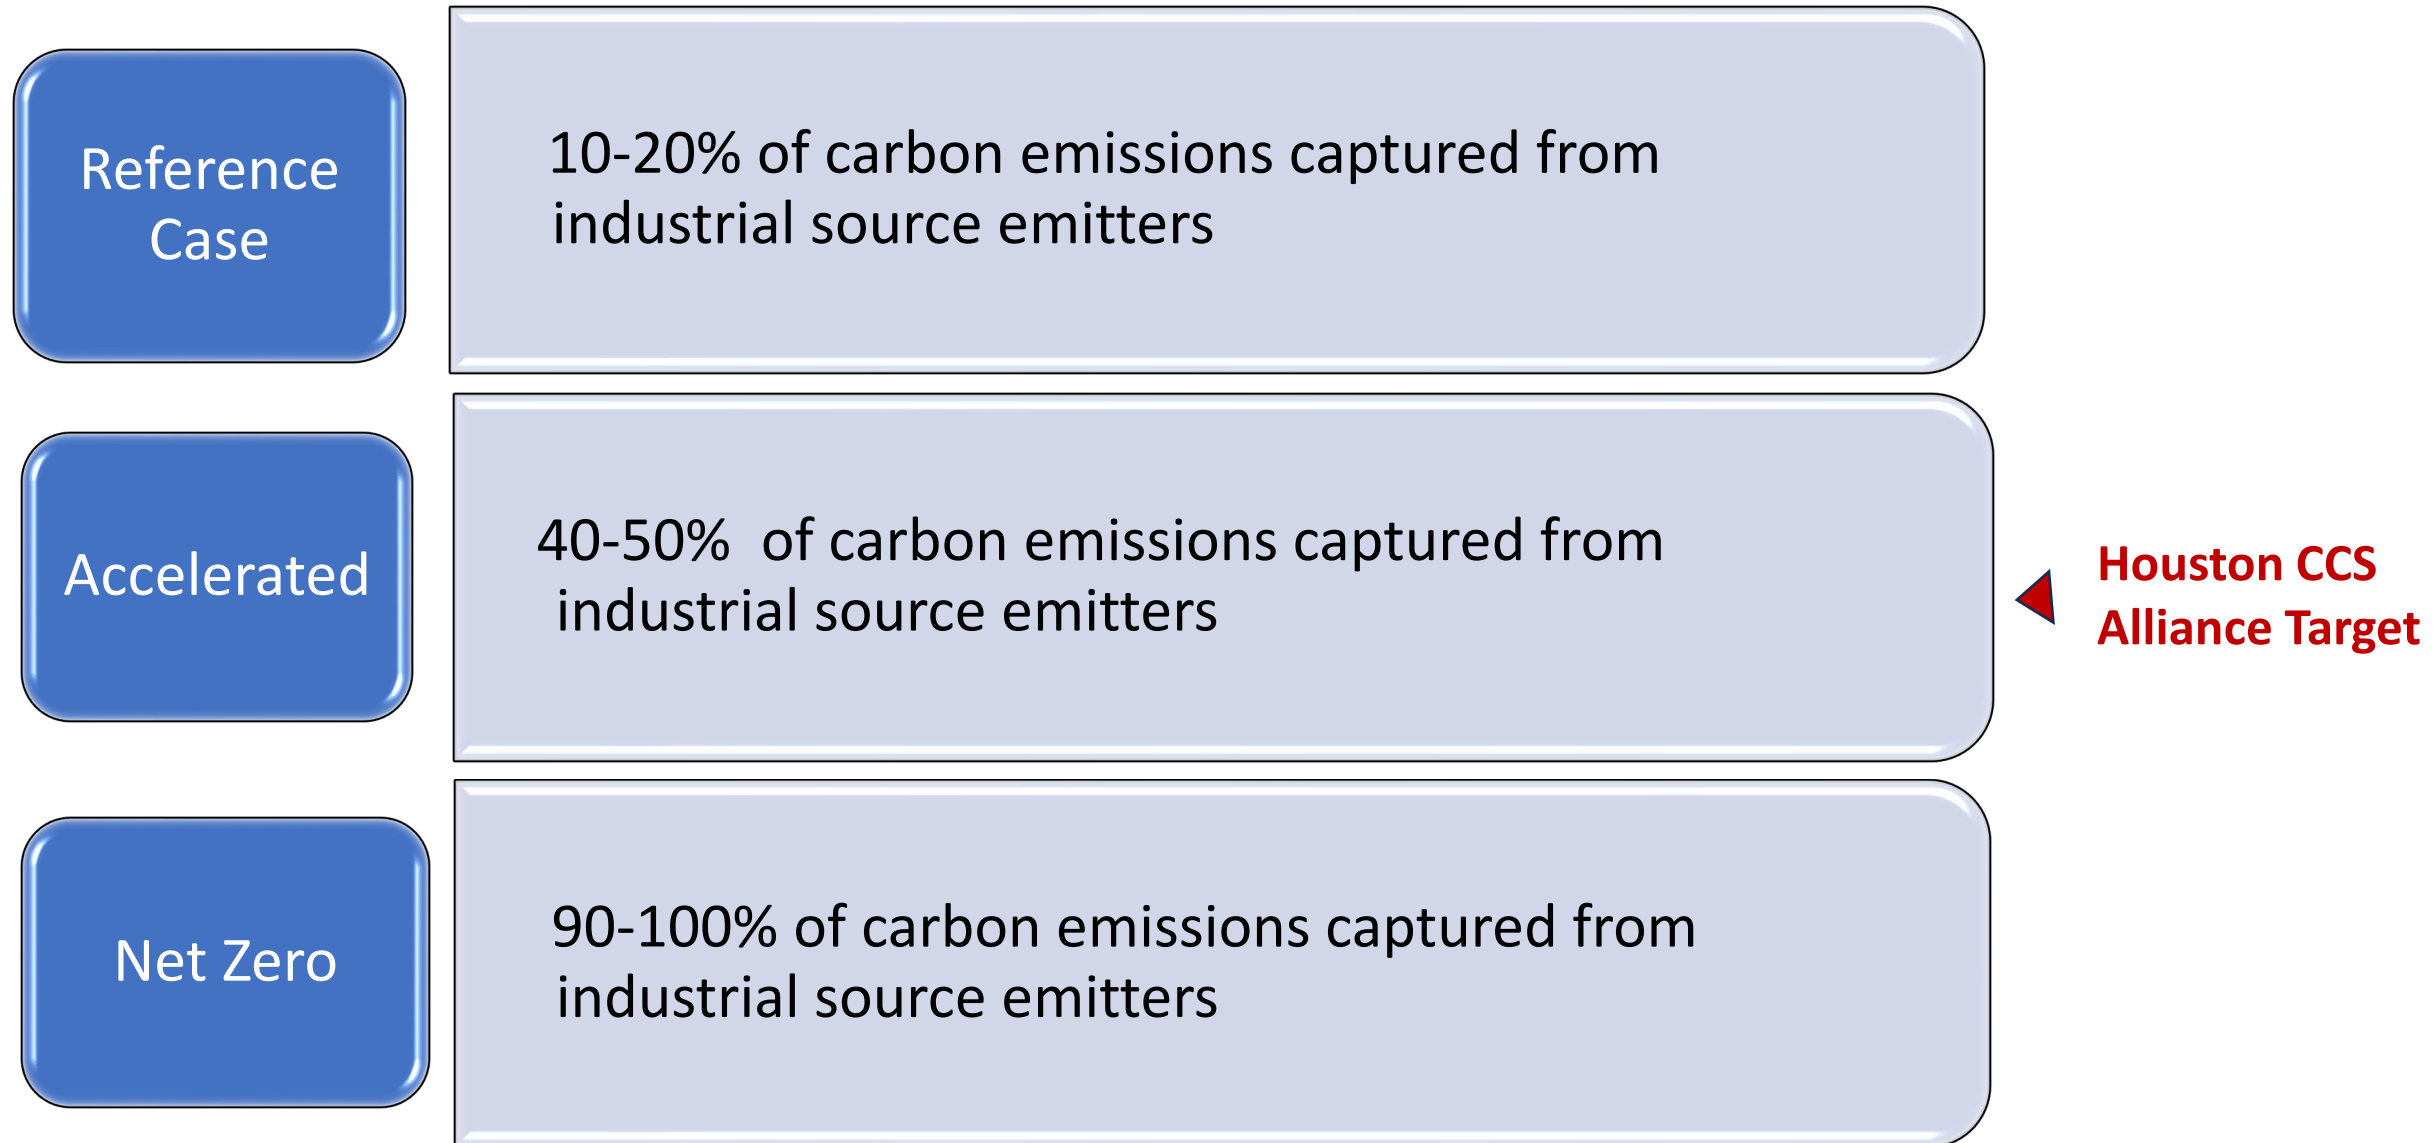 Reference
Case
10-20% of carbon emissions captured from
industrial source emitters
Accelerated
40-50% of carbon emissions captured from
industrial source emitters
Houston CCS
Alliance Target
Net Zero
90-100% of carbon emissions captured from
industrial source emitters